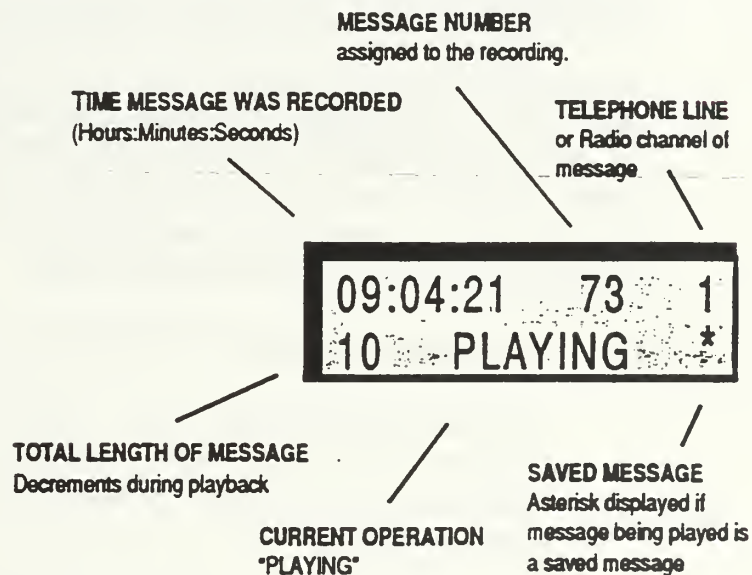 MESSAGE NUMBER
assigned to the recording.
TIME MESSAGE WAS RECORDED
(Hours:Minutes:Seconds)
TELEPHONE LINE
or Radio channel of
message
09:04:21 73 1
10 PLAYING *
TOTAL LENGTH OF MESSAGE
Decrements during playback
CURRENT OPERATION
"PLAYING"
SAVED MESSAGE
Asterisk displayed if
message being played is
a saved message